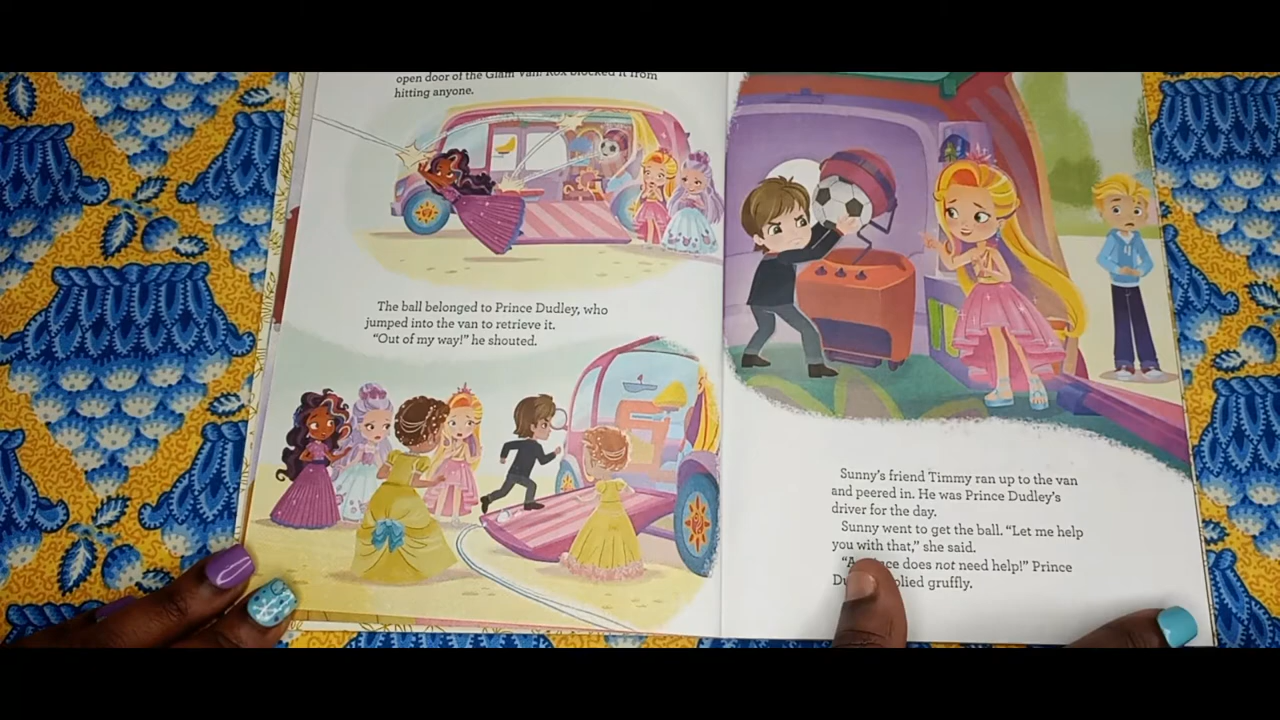 open door of the Glam Van! Rox blocked it from
hitting anyone.
The ball belonged to Prince Dudley, who
jumped into the van to retrieve it.
"Out of my way!" he shouted.
Sunny's friend Timmy ran up to the van
and peered in. He was Prince Dudley's
driver for the day.
Sunny went to get the ball. "Let me help
you with that," she said.
does not need help!" Prince
gruffly.